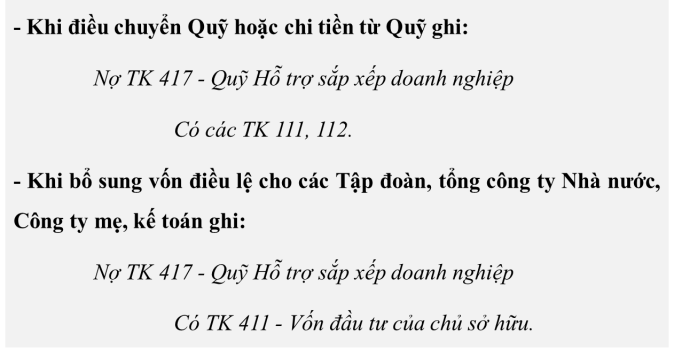 - Khi điều chuyển Quỹ hoặc chi tiền từ Quỹ ghi:
Nợ TK 417 - Quỹ Hỗ trợ sắp xếp doanh nghiệp
Có các TK 111, 112.
- Khi bổ sung vốn điều lệ cho các Tập đoàn, tổng công ty Nhà nước,
Công ty mẹ, kế toán ghi:
Nợ TK 417 - Quỹ Hỗ trợ sắp xếp doanh nghiệp
Có TK 411 - Vốn đầu tư của chủ sở hữu.